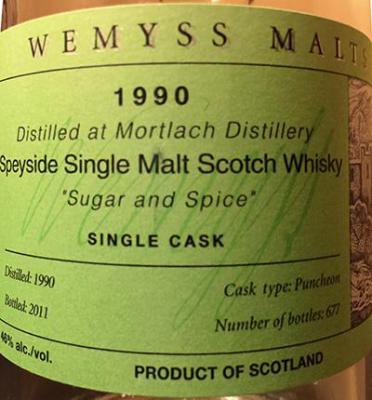 WEMYSS MALTS
1990
Distilled at Mortlach Distillery
Speyside Single Malt Scotch Whisky
"Sugar and Spice"
SINGLE CASK
Distilled: 1990
Bottled: 2011
Cask type: Puncheon
Number of bottles: 677
46% alc./vol.
PRODUCT OF SCOTLAND